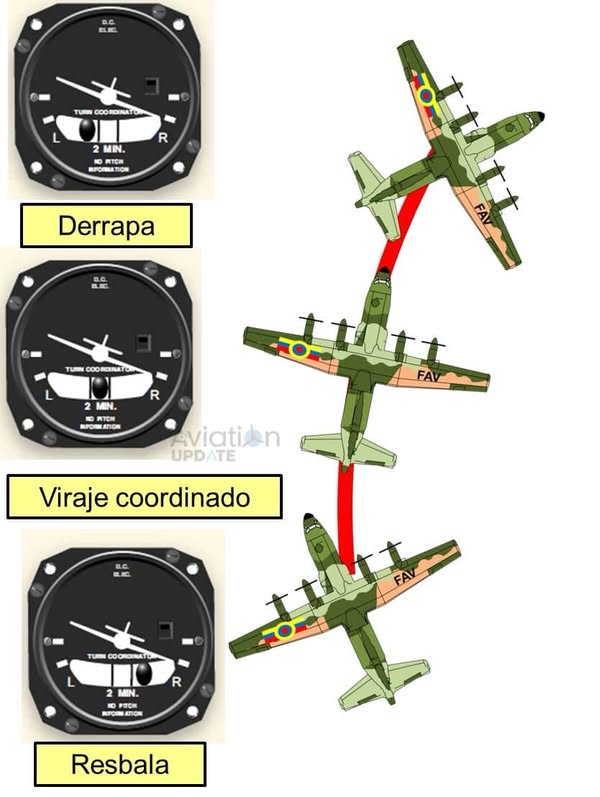 D.C.
ELEC.
TURN COORDINATOR
L
R
2 MIN.
NO PITCH
INFORMATION
Derrapa
FAV
D.C.
ELEC.
TURN COORDINATOR
L
R
2 MIN.
NO PITCH
INFORMATION
FAV
Aviation
UPDATE
Viraje coordinado
D.C.
ELEC.
TURN COORDINATOR
L
R
2 MIN.
NO PITCH
INFORMATION
FAV
Resbala